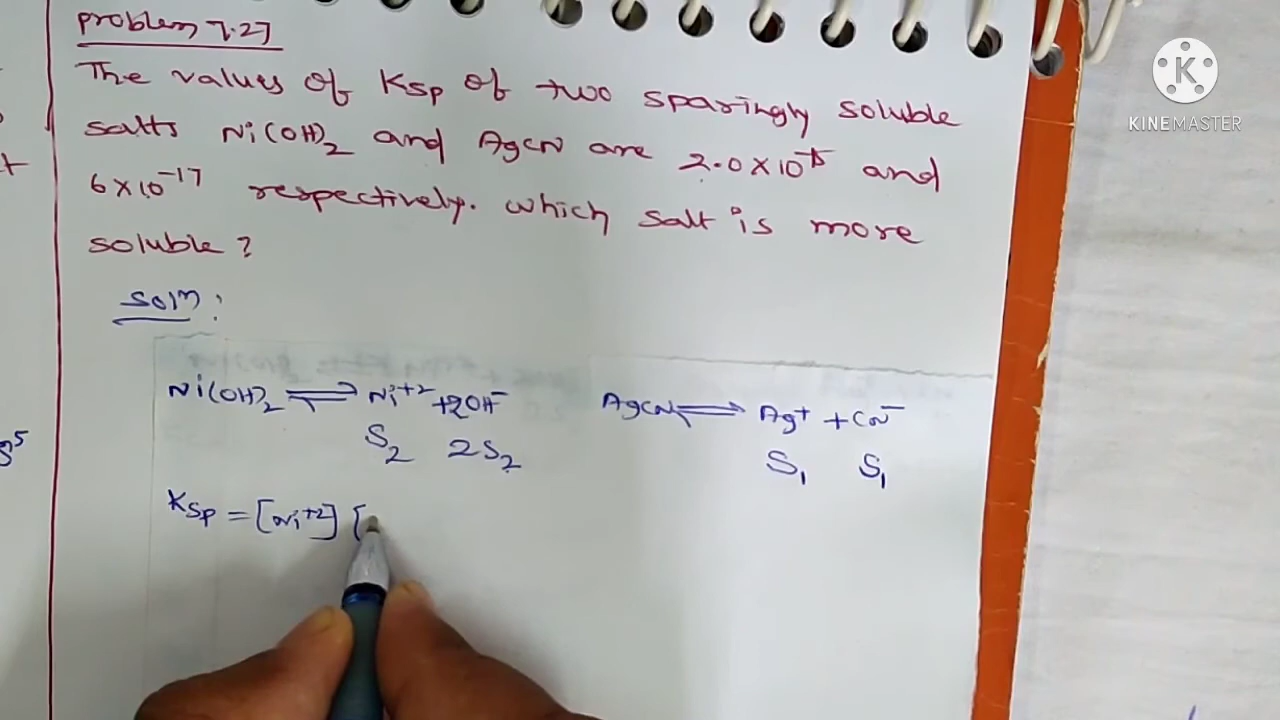 problem 7.27
The values of Ksp of two sparingly soluble
salts Ni(OH)2 and AgCN are 2.0×10-15 and
6×10-17 respectively. which salt is more
soluble?
Soln:
Ni(OH)2 ⇌ Ni+2 + 2OH-
S2 2S2
AgCN ⇌ Ag+ + CN-
S1 S1
Ksp = [Ni+2] [
S5
KINEMASTER